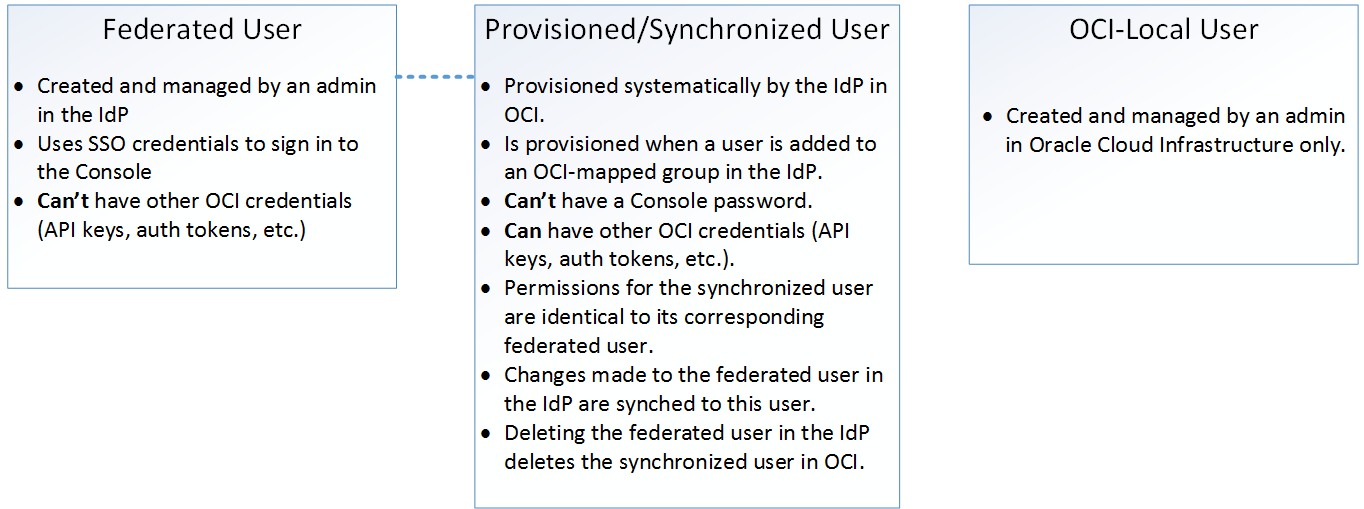 Federated User
• Created and managed by an admin
in the IdP
• Uses SSO credentials to sign in to
the Console
• Can't have other OCI credentials
(API keys, auth tokens, etc.)
Provisioned/Synchronized User
• Provisioned systematically by the IdP in
OCI.
• Is provisioned when a user is added to
an OCI-mapped group in the IdP.
• Can't have a Console password.
• Can have other OCI credentials (API
keys, auth tokens, etc.).
• Permissions for the synchronized user
are identical to its corresponding
federated user.
• Changes made to the federated user in
the IdP are synched to this user.
• Deleting the federated user in the IdP
deletes the synchronized user in OCI.
OCI-Local User
• Created and managed by an admin
in Oracle Cloud Infrastructure only.